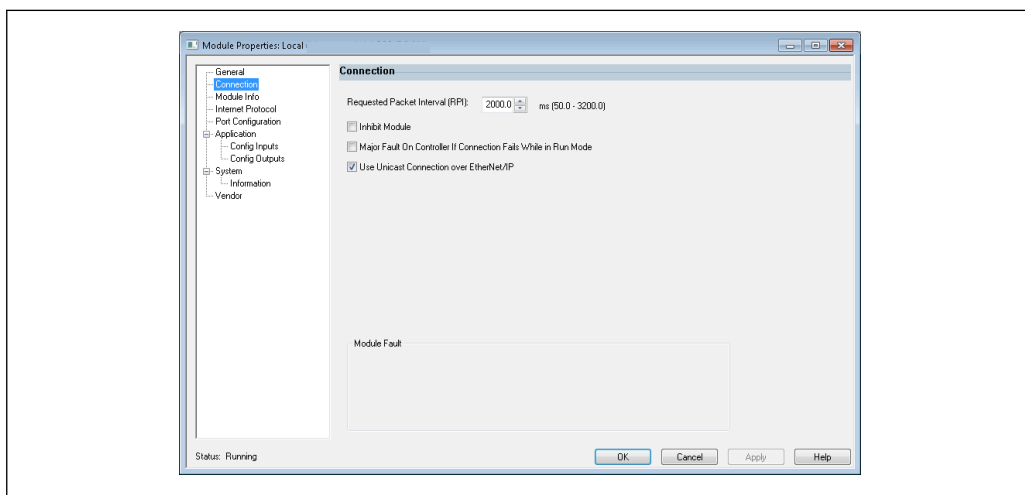 Module Properties: Local
General
Connection
Module Info
Internet Protocol
Port Configuration
Application
Config Inputs
Config Outputs
System
Information
Vendor
Connection
Requested Packet Interval (RPI): 2000.0 ms (50.0 - 3200.0)
Inhibit Module
Major Fault On Controller If Connection Fails While in Run Mode
Use Unicast Connection over EtherNet/IP
Module Fault
Status: Running
OK Cancel Apply Help